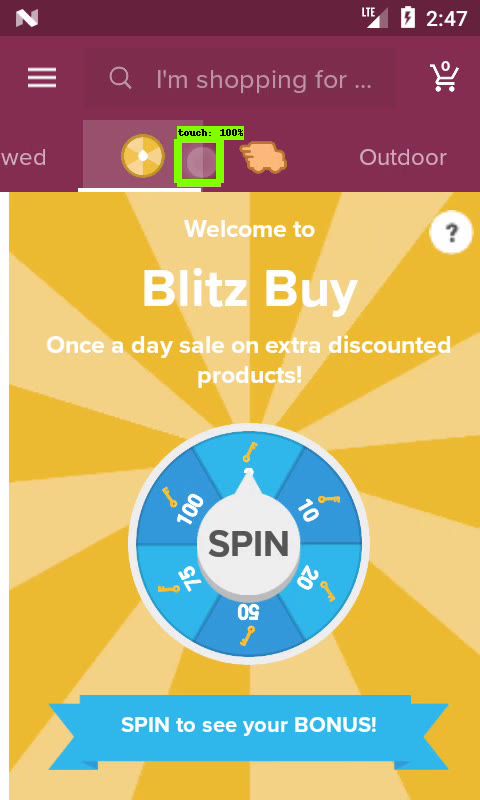 LTE 2:47
I'm shopping for ...
0
touch: 100%
wed
Outdoor
Welcome to
?
Blitz Buy
Once a day sale on extra discounted
products!
100
10
SPIN
75
20
50
SPIN to see your BONUS!